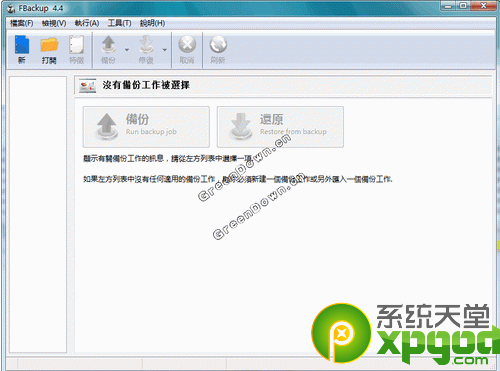 FBackup 4.4
檔案(F) 檢視(W) 執行(A) 工具(T) 說明(H)
新 打開 特徵 備份 修復 取消 刷新
沒有備份工作被選擇
備份
Run backup job
還原
Restore from backup
顯示有關備份工作的訊息，請從左方列表中選擇一項.
如果左方列表中沒有任何適用的備份工作，則你必須新建一個備份工作或另外匯入一個備份工作.
GreenDown.cn
GreenDown.cn
系统天堂
xpgod
.com